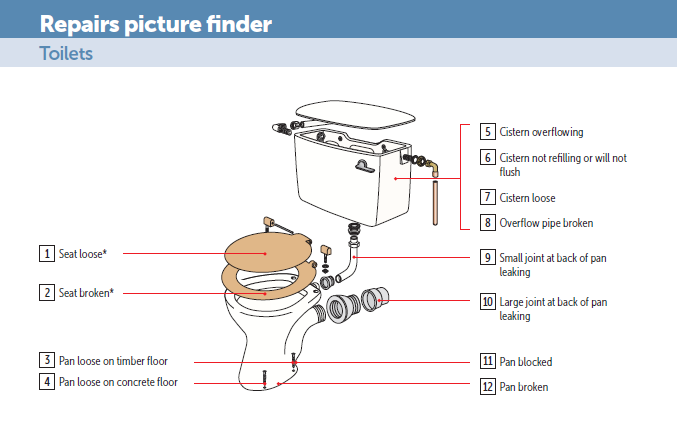 Repairs picture finder
Toilets
1 Seat loose*
2 Seat broken*
3 Pan loose on timber floor
4 Pan loose on concrete floor
5 Cistern overflowing
6 Cistern not refilling or will not
flush
7 Cistern loose
8 Overflow pipe broken
9 Small joint at back of pan
leaking
10 Large joint at back of pan
leaking
11 Pan blocked
12 Pan broken